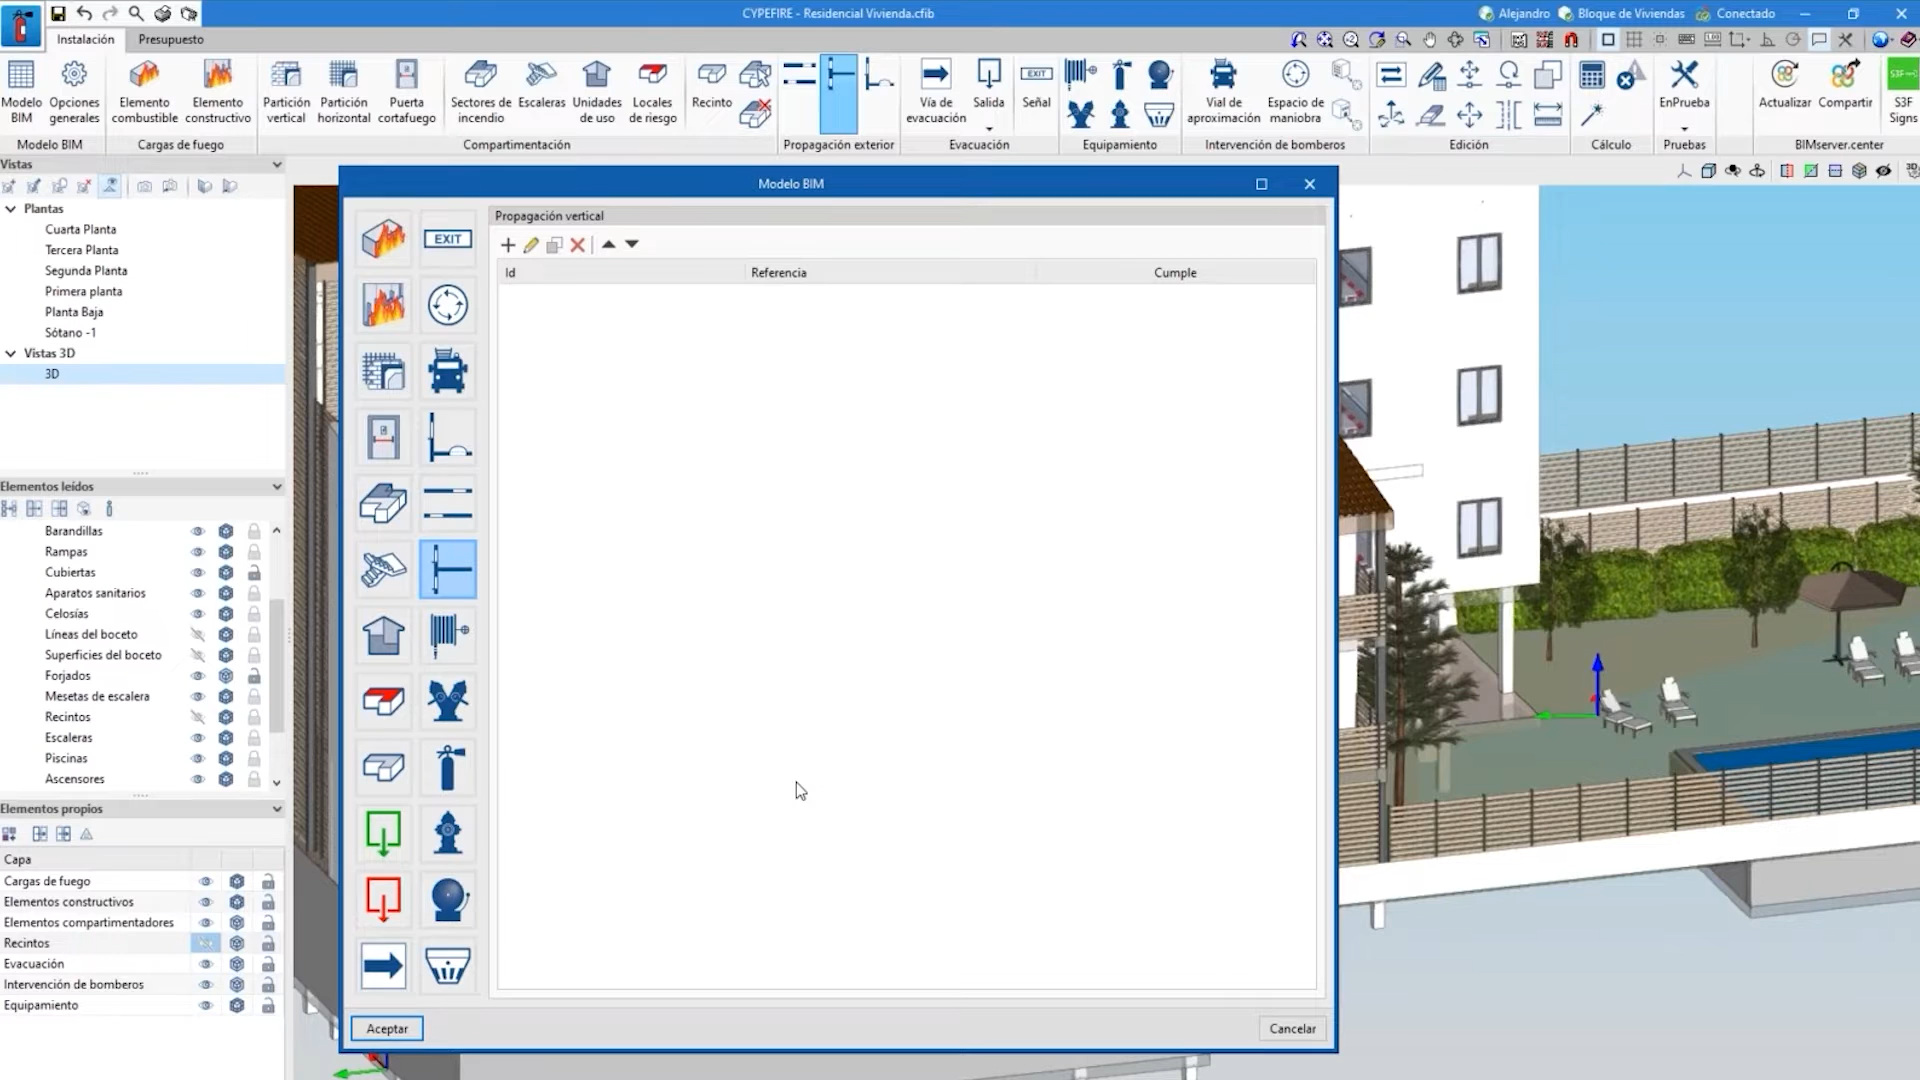 CYPEFIRE - Residencial Vivienda.cfib
Alejandro
Bloque de Viviendas
Conectado
Instalación
Presupuesto
Modelo BIM
Opciones generales
Elemento combustible
Elemento constructivo
Partición vertical
Partición horizontal
Puerta cortafuego
Sectores de incendio
Escaleras
Unidades de uso
Locales de riesgo
Recinto
Vía de evacuación
Salida
EXIT
Señal
Vial de aproximación
Espacio de maniobra
EnPrueba
Actualizar
Compartir
S3F
S3F Signs
Modelo BIM
Cargas de fuego
Compartimentación
Propagación exterior
Evacuación
Equipamiento
Intervención de bomberos
Edición
Cálculo
Pruebas
BIMserver.center
Vistas
Plantas
Cuarta Planta
Tercera Planta
Segunda Planta
Primera planta
Planta Baja
Sótano -1
Vistas 3D
3D
Elementos leídos
Barandillas
Rampas
Cubiertas
Aparatos sanitarios
Celosías
Líneas del boceto
Superficies del boceto
Forjados
Mesetas de escalera
Recintos
Escaleras
Piscinas
Ascensores
Elementos propios
Capa
Cargas de fuego
Elementos constructivos
Elementos compartimentadores
Recintos
Evacuación
Intervención de bomberos
Equipamiento
Modelo BIM
EXIT
Propagación vertical
Id
Referencia
Cumple
Aceptar
Cancelar